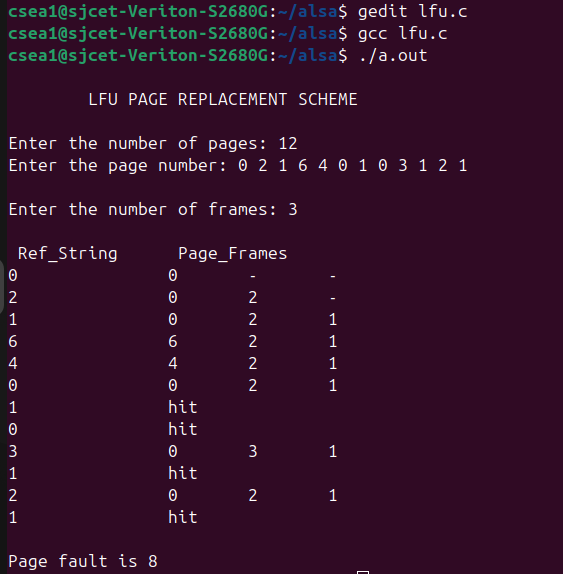 csea1@sjcet-Veriton-S2680G:~/alsa$ gedit lfu.c
csea1@sjcet-Veriton-S2680G:~/alsa$ gcc lfu.c
csea1@sjcet-Veriton-S2680G:~/alsa$ ./a.out
LFU PAGE REPLACEMENT SCHEME
Enter the number of pages: 12
Enter the page number: 0 2 1 6 4 0 1 0 3 1 2 1
Enter the number of frames: 3
Ref_String Page_Frames
0 0 - -
2 0 2 -
1 0 2 1
6 6 2 1
4 4 2 1
0 0 2 1
1 hit
0 hit
3 0 3 1
1 hit
2 0 2 1
1 hit
Page fault is 8